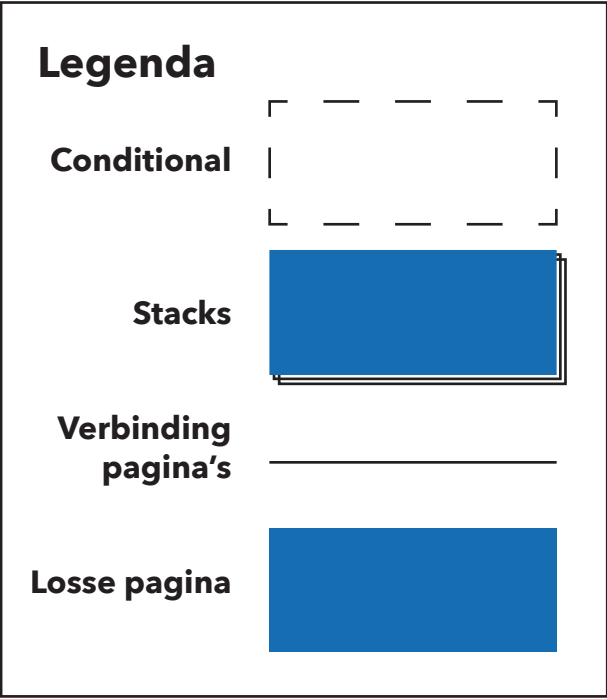 Legenda
Conditional
Stacks
Verbinding
pagina’s
Losse pagina